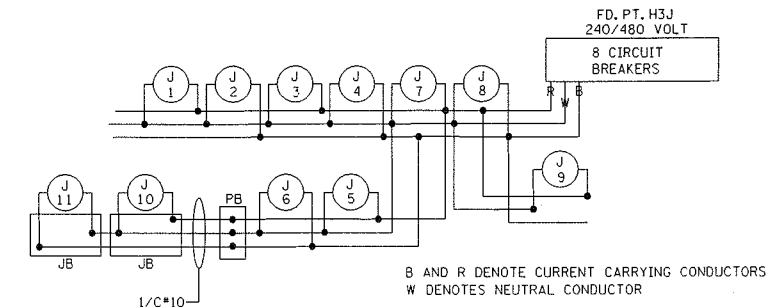 FD. PT. H3J
240/480 VOLT
8 CIRCUIT
BREAKERS
R W B
J
1
J
2
J
3
J
4
J
7
J
8
J
9
J
11
J
10
PB
J
6
J
5
JB
JB
1/C#10
B AND R DENOTE CURRENT CARRYING CONDUCTORS
W DENOTES NEUTRAL CONDUCTOR